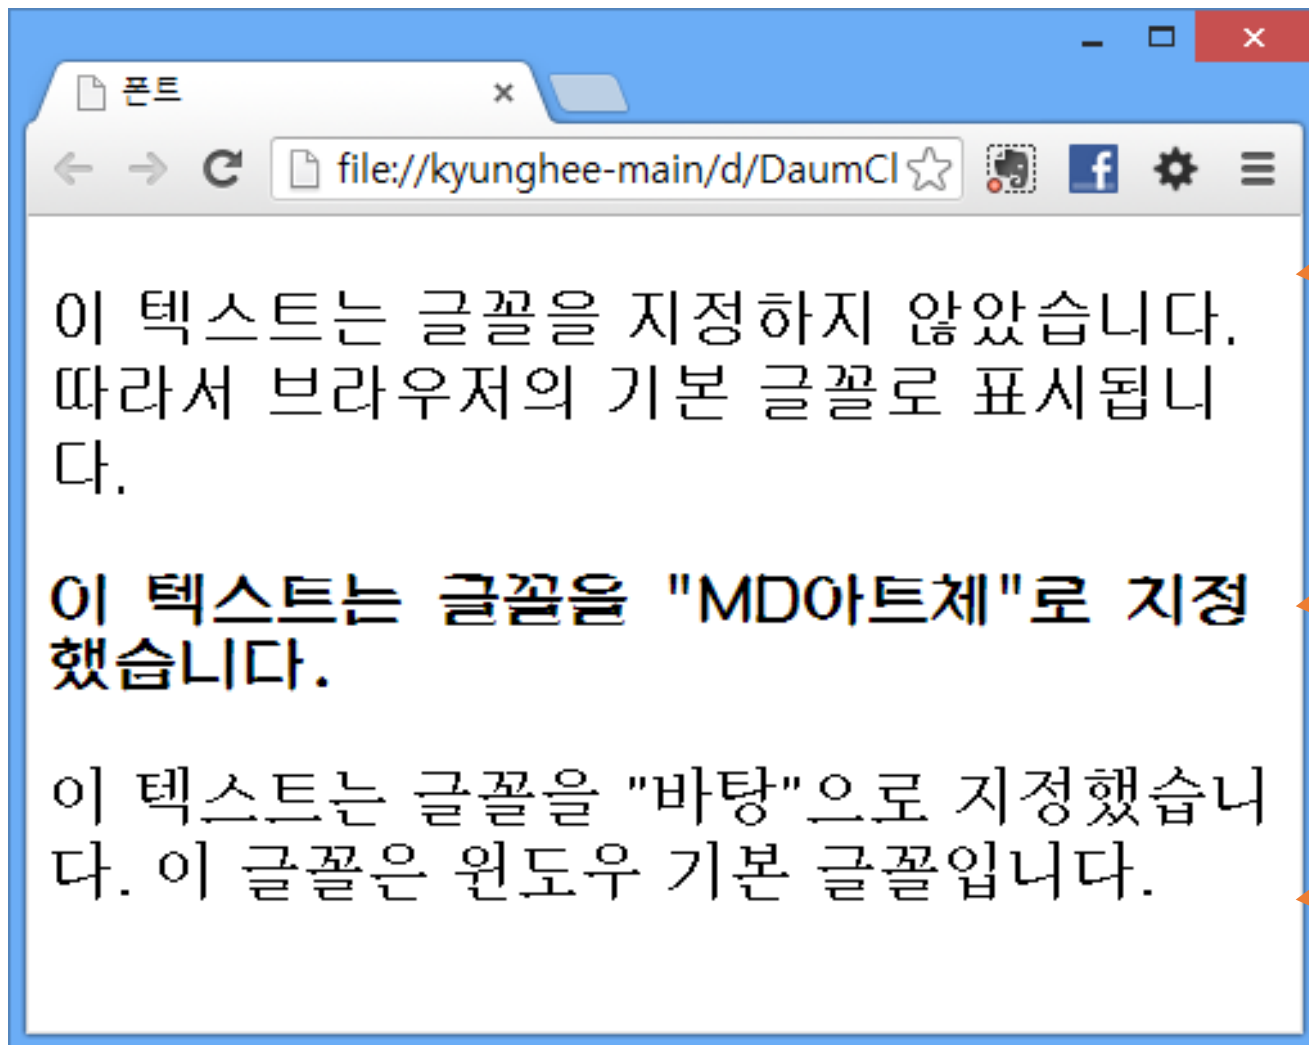 폰트
file://kyunghee-main/d/DaumCl
이 텍스트는 글꼴을 지정하지 않았습니다.
따라서 브라우저의 기본 글꼴로 표시됩니
다.
이 텍스트는 글꼴을 "MD아트체"로 지정
했습니다.
이 텍스트는 글꼴을 "바탕"으로 지정했습니
다. 이 글꼴은 윈도우 기본 글꼴입니다.